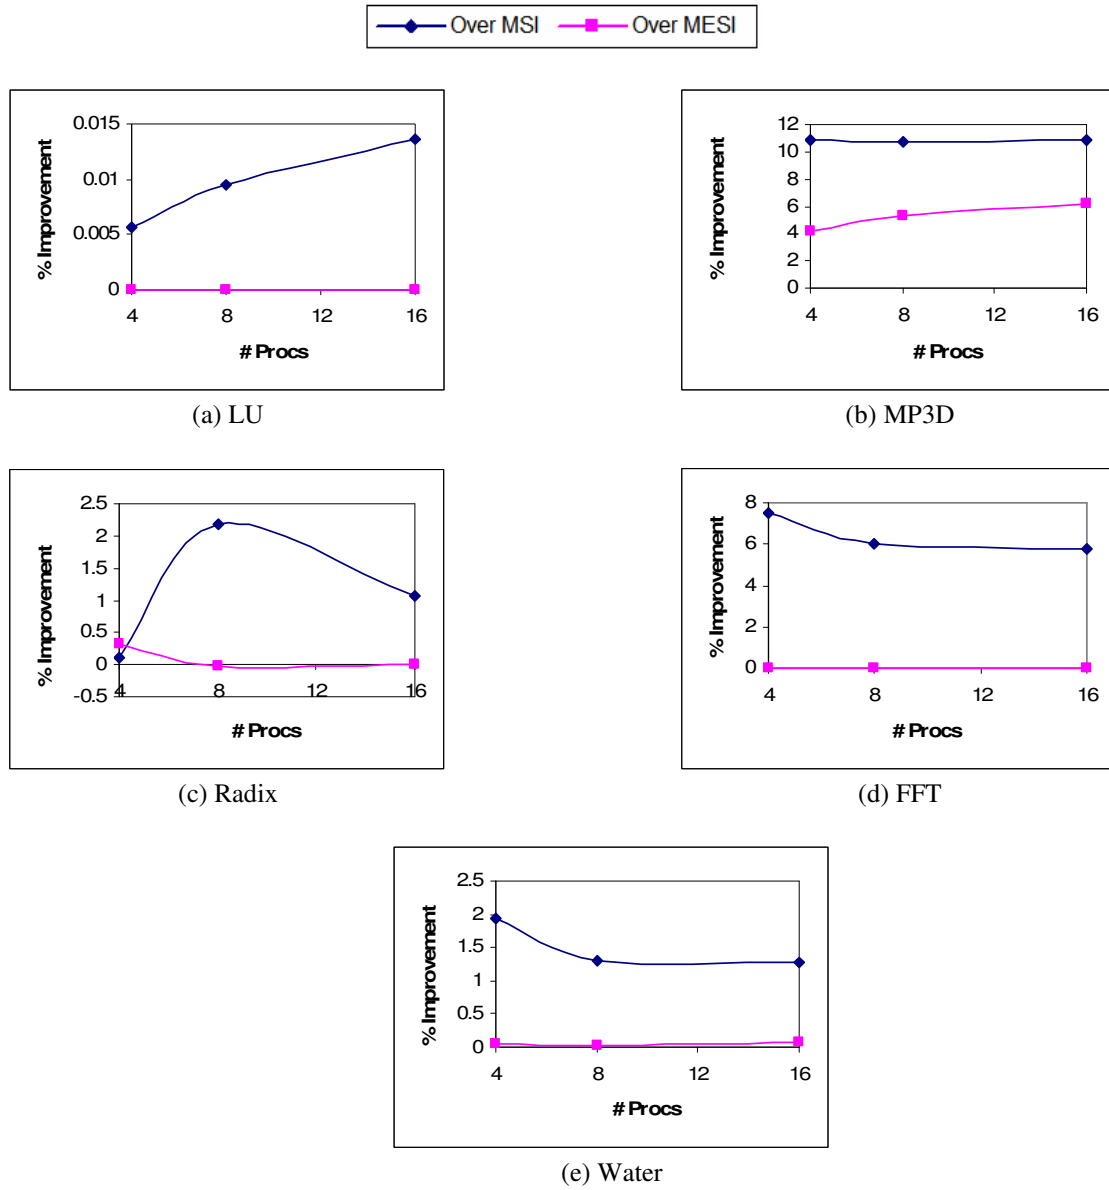 Over MSI Over MESI
% Improvement
0.015
0.01
0.005
0
4 8 12 16
# Procs
(a) LU
% Improvement
12
10
8
6
4
2
0
4 8 12 16
# Procs
(b) MP3D
% Improvement
2.5
2
1.5
1
0.5
0
-0.5
4 8 12 16
# Procs
(c) Radix
% Improvement
8
6
4
2
0
4 8 12 16
# Procs
(d) FFT
% Improvement
2.5
2
1.5
1
0.5
0
4 8 12 16
# Procs
(e) Water